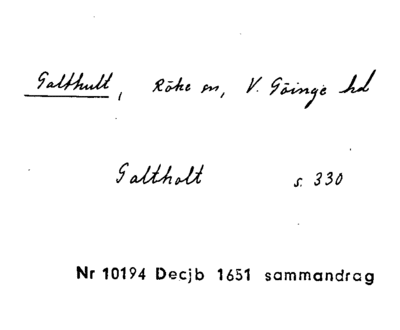 Galthult, Röke sn, V. Göinge hd
Galtholt s. 330
Nr 10194 Decjb 1651 sammandrag